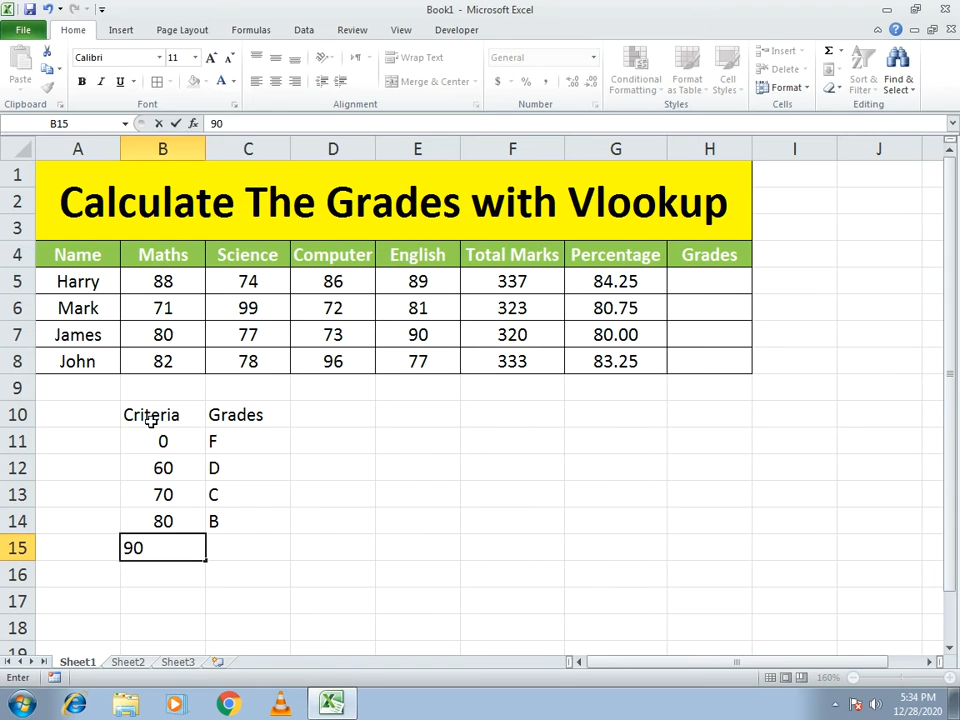 Book1 - Microsoft Excel
File Home Insert Page Layout Formulas Data Review View Developer
Calibri 11 Wrap Text General Insert Σ
Paste B I U A Merge & Center $ % , Conditional Formatting Format as Table Cell Styles Delete Format Sort & Filter Find & Select
Clipboard Font Alignment Number Styles Cells Editing
B15 fx 90
A B C D E F G H I J
1
2 Calculate The Grades with Vlookup
3
4 Name Maths Science Computer English Total Marks Percentage Grades
5 Harry 88 74 86 89 337 84.25
6 Mark 71 99 72 81 323 80.75
7 James 80 77 73 90 320 80.00
8 John 82 78 96 77 333 83.25
9
10 Criteria Grades
11 0 F
12 60 D
13 70 C
14 80 B
15 90
16
17
18
19
Sheet1 Sheet2 Sheet3
Enter 160%
5:34 PM
12/28/2020